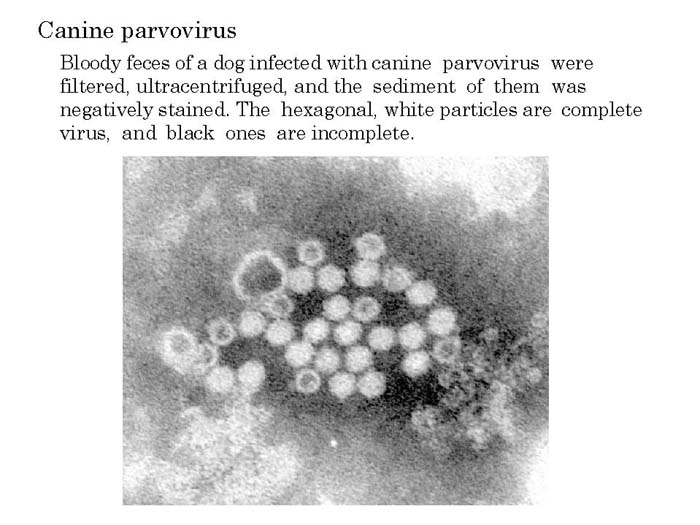 Canine parvovirus
Bloody feces of a dog infected with canine parvovirus were
filtered, ultracentrifuged, and the sediment of them was
negatively stained. The hexagonal, white particles are complete
virus, and black ones are incomplete.